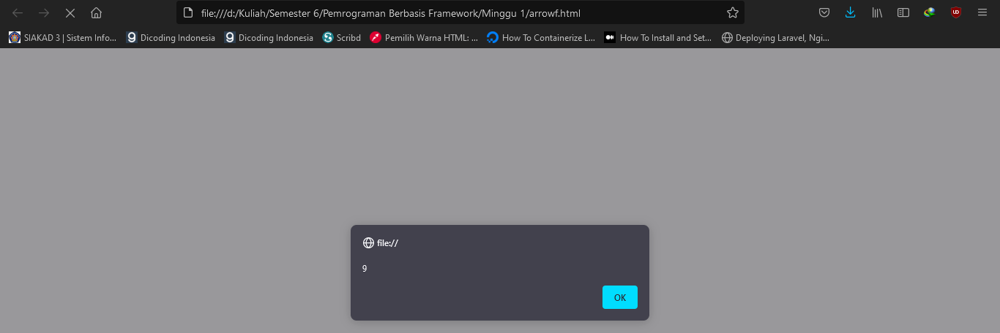 file:///d:/Kuliah/Semester 6/Pemrograman Berbasis Framework/Minggu 1/arrowf.html
SIAKAD 3 | Sistem Info... Dicoding Indonesia Dicoding Indonesia Scribd Pemilih Warna HTML: ... How To Containerize L... How To Install and Set... Deploying Laravel, Ngi...
file://
9
OK